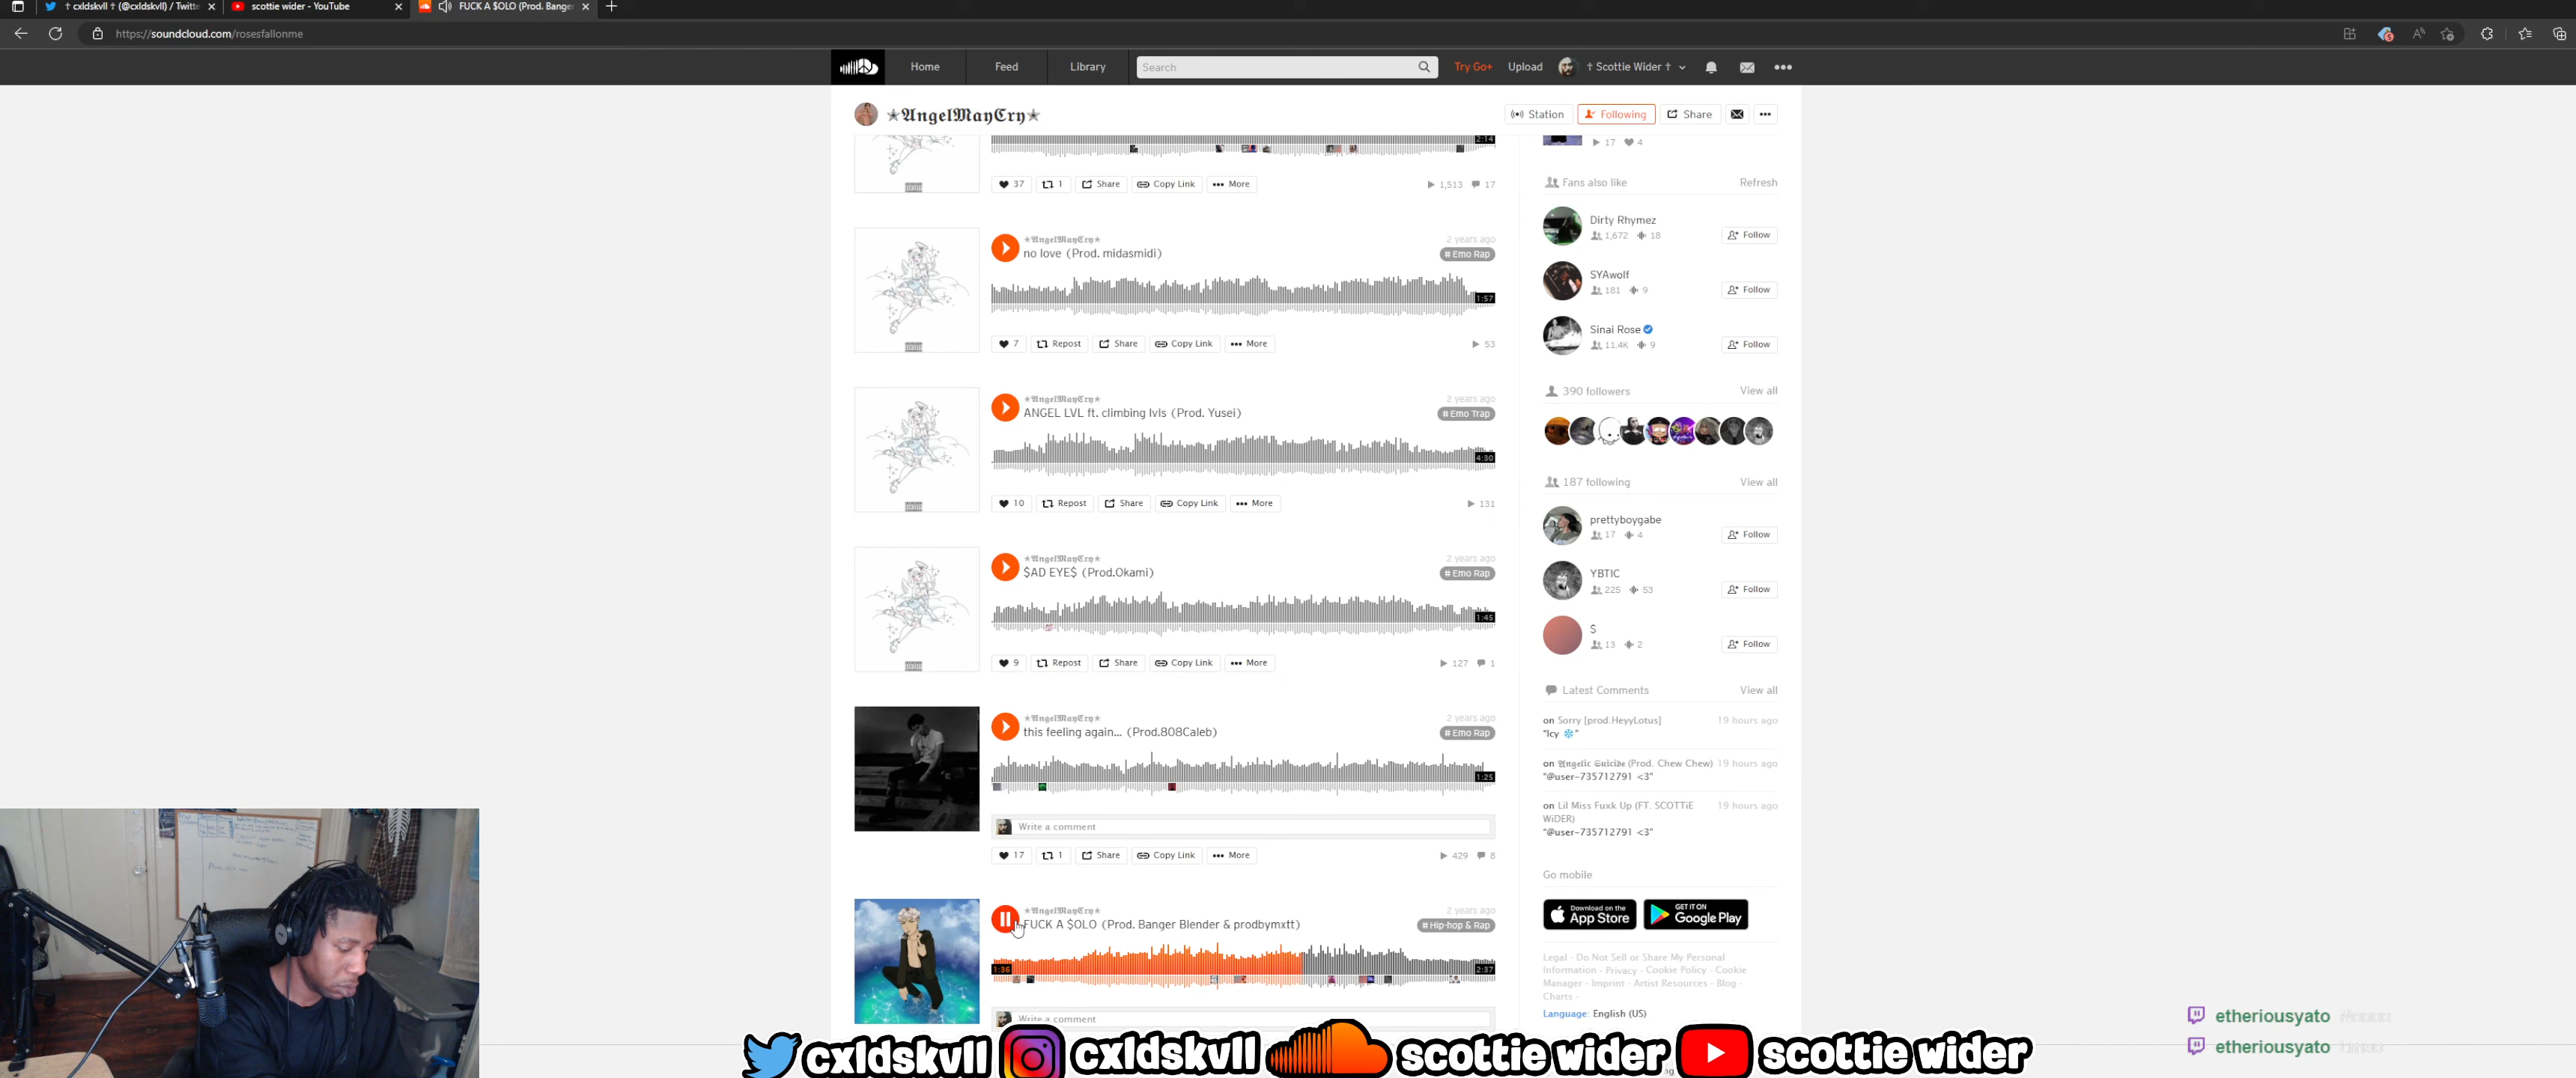 † cxldskvll † (@cxldskvll) / Twitte
scottie wider - YouTube
FUCK A $OLO (Prod. Banger
https://soundcloud.com/rosesfallonme
Home
Feed
Library
Search
Try Go+
Upload
† Scottie Wider †
✭𝕬𝖓𝖌𝖊𝖑𝕸𝖆𝖞𝕮𝖗𝖞✭
Station
Following
Share
2:14
37
1
Share
Copy Link
More
1,513
17
✭𝕬𝖓𝖌𝖊𝖑𝕸𝖆𝖞𝕮𝖗𝖞✭
2 years ago
no love (Prod. midasmidi)
# Emo Rap
1:57
7
Repost
Share
Copy Link
More
53
✭𝕬𝖓𝖌𝖊𝖑𝕸𝖆𝖞𝕮𝖗𝖞✭
2 years ago
ANGEL LVL ft. climbing lvls (Prod. Yusei)
# Emo Trap
4:30
10
Repost
Share
Copy Link
More
131
✭𝕬𝖓𝖌𝖊𝖑𝕸𝖆𝖞𝕮𝖗𝖞✭
2 years ago
$AD EYE$ (Prod.Okami)
# Emo Rap
1:45
9
Repost
Share
Copy Link
More
127
1
✭𝕬𝖓𝖌𝖊𝖑𝕸𝖆𝖞𝕮𝖗𝖞✭
2 years ago
this feeling again... (Prod.808Caleb)
# Emo Rap
1:25
Write a comment
17
1
Share
Copy Link
More
429
8
✭𝕬𝖓𝖌𝖊𝖑𝕸𝖆𝖞𝕮𝖗𝖞✭
2 years ago
FUCK A $OLO (Prod. Banger Blender & prodbymxtt)
# Hip-hop & Rap
1:36
2:37
Write a comment
17
4
Fans also like
Refresh
Dirty Rhymez
1,672
18
Follow
SYAwolf
181
9
Follow
Sinai Rose
11.4K
9
Follow
390 followers
View all
187 following
View all
prettyboygabe
17
4
Follow
YBTIC
225
53
Follow
$
13
2
Follow
Latest Comments
View all
on Sorry [prod.HeyyLotus]
19 hours ago
"Icy ❄"
on 𝕬𝖓𝖌𝖊𝖑𝖎𝖈 𝕾𝖚𝖎𝖈𝖎𝖉𝖊 (Prod. Chew Chew)
19 hours ago
"@user-735712791 <3"
on Lil Miss Fuxk Up (FT. SCOTTiE
WiDER)
19 hours ago
"@user-735712791 <3"
Go mobile
Download on the
App Store
GET IT ON
Google Play
Legal - Do Not Sell or Share My Personal
Information - Privacy - Cookie Policy - Cookie
Manager - Imprint - Artist Resources - Blog -
Charts -
Language: English (US)
etheriousyato
etheriousyato
cxldskvll
cxldskvll
scottie wider
scottie wider